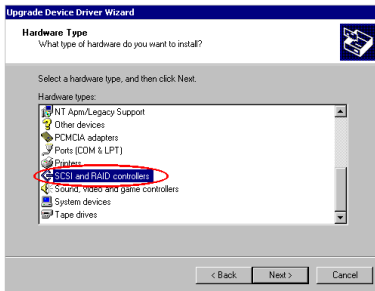 Upgrade Device Driver Wizard
Hardware Type
What type of hardware do you want to install?
Select a hardware type, and then click Next.
Hardware types:
NT Apm/Legacy Support
Other devices
PCMCIA adapters
Ports (COM & LPT)
Printers
SCSI and RAID controllers
Sound, video and game controllers
System devices
Tape drives
< Back
Next >
Cancel